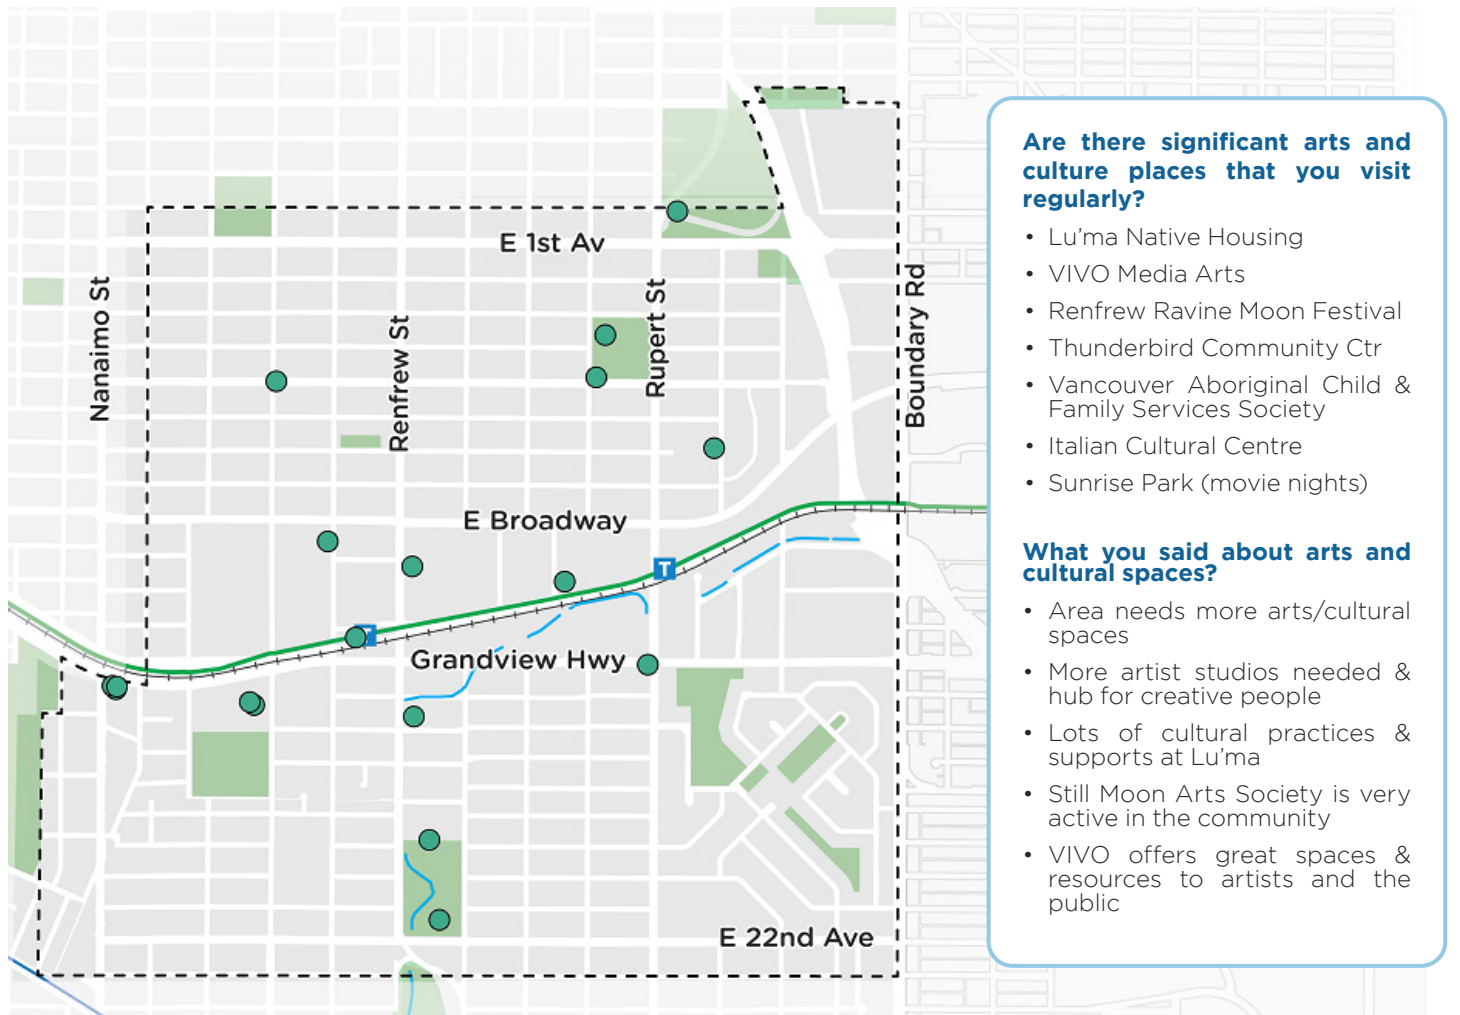 E 1st Av
Nanaimo St
Renfrew St
Rupert St
Boundary Rd
E Broadway
T
T
Grandview Hwy
E 22nd Ave
Are there significant arts and
culture places that you visit
regularly?
• Lu’ma Native Housing
• VIVO Media Arts
• Renfrew Ravine Moon Festival
• Thunderbird Community Ctr
• Vancouver Aboriginal Child &
Family Services Society
• Italian Cultural Centre
• Sunrise Park (movie nights)
What you said about arts and
cultural spaces?
• Area needs more arts/cultural
spaces
• More artist studios needed &
hub for creative people
• Lots of cultural practices &
supports at Lu’ma
• Still Moon Arts Society is very
active in the community
• VIVO offers great spaces &
resources to artists and the
public